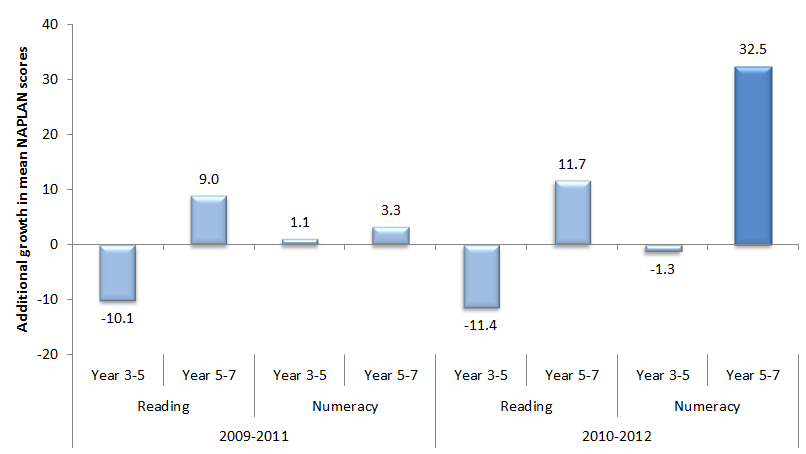 Additional growth in mean NAPLAN scores
40
30
20
10
0
-10
-20
-10.1
9.0
1.1
3.3
-11.4
11.7
-1.3
32.5
Year 3-5
Year 5-7
Year 3-5
Year 5-7
Year 3-5
Year 5-7
Year 3-5
Year 5-7
Reading
Numeracy
Reading
Numeracy
2009-2011
2010-2012